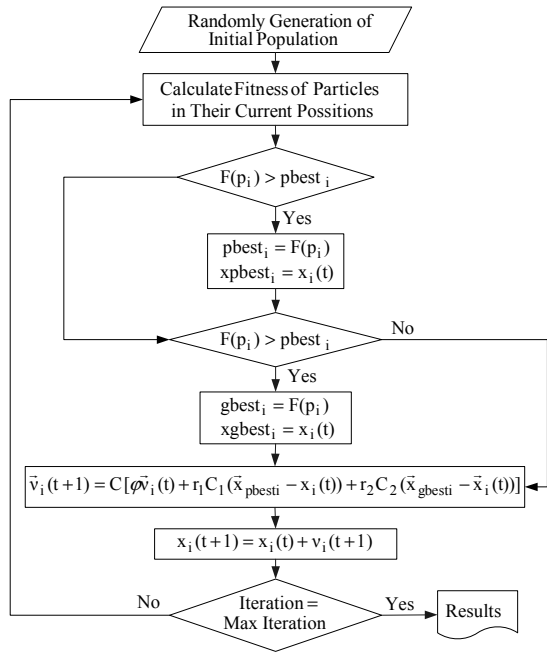 Randomly Generation of
Initial Population
Calculate Fitness of Particles
in Their Current Possitions
F(pᵢ) > pbest ᵢ
Yes
pbestᵢ = F(pᵢ)
xpbestᵢ = xᵢ(t)
F(pᵢ) > pbest ᵢ
No
Yes
gbestᵢ = F(pᵢ)
xgbestᵢ = xᵢ(t)
v⃗ᵢ(t+1) = C[φv⃗ᵢ(t) + r₁C₁(x⃗pbesti − xᵢ(t)) + r₂C₂(x⃗gbesti − x⃗ᵢ(t))]
xᵢ(t+1) = xᵢ(t) + vᵢ(t+1)
No
Iteration =
Max Iteration
Yes
Results